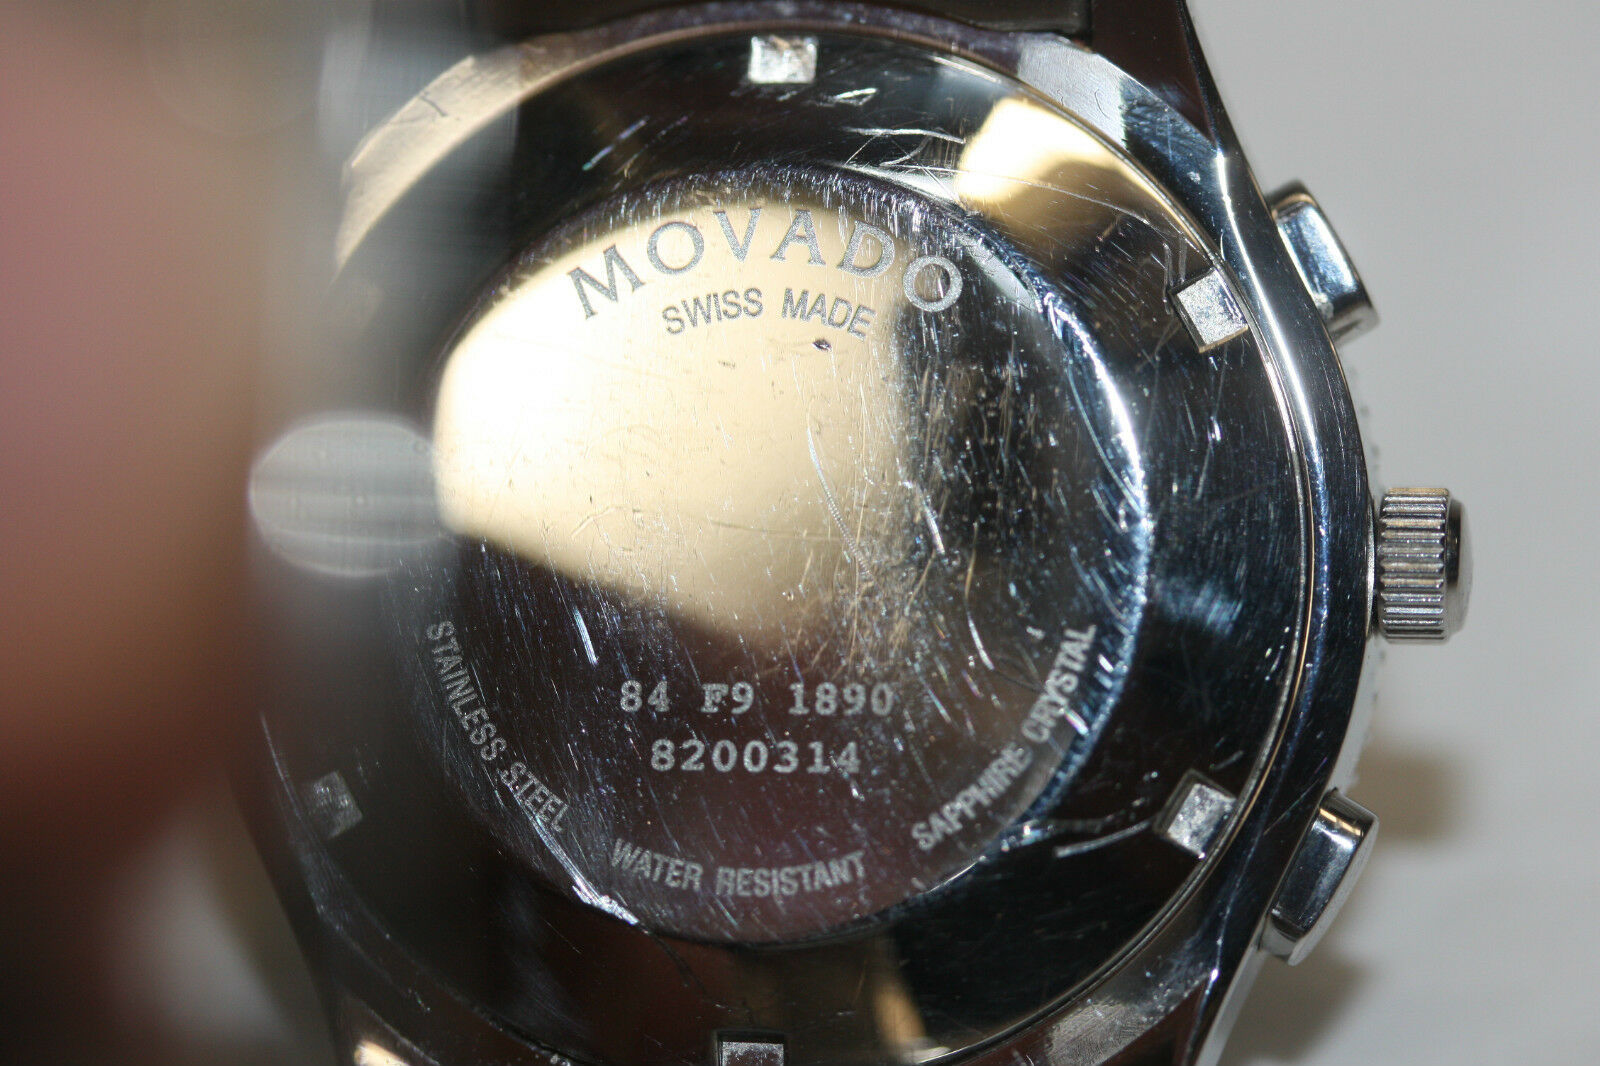 MOVADO
SWISS MADE
84 F9 1890
8200314
STAINLESS STEEL
WATER RESISTANT
SAPPHIRE CRYSTAL